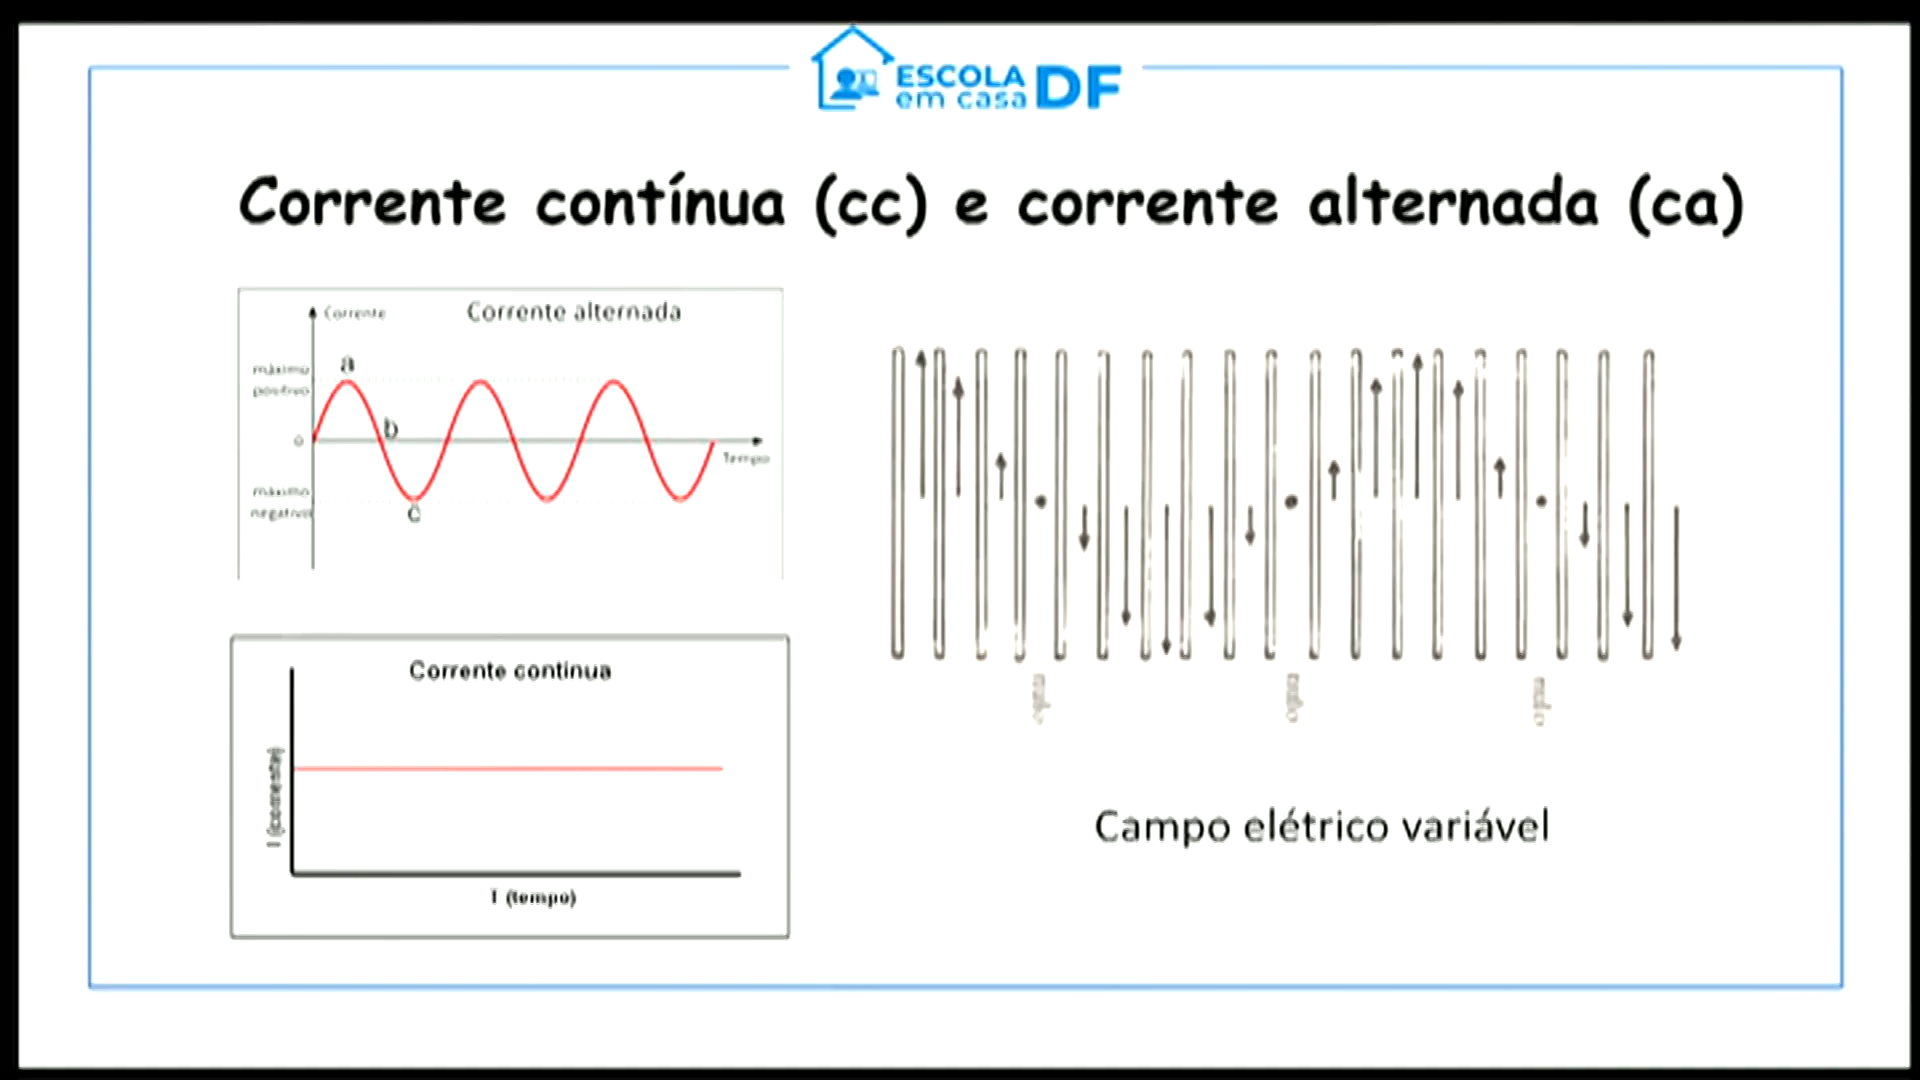 ESCOLA
em casa DF
Corrente contínua (cc) e corrente alternada (ca)
Corrente
Corrente alternada
máximo
positivo
a
b
0
Tempo
máximo
negativo
c
Corrente contínua
I (corrente)
T (tempo)
Campo elétrico variável